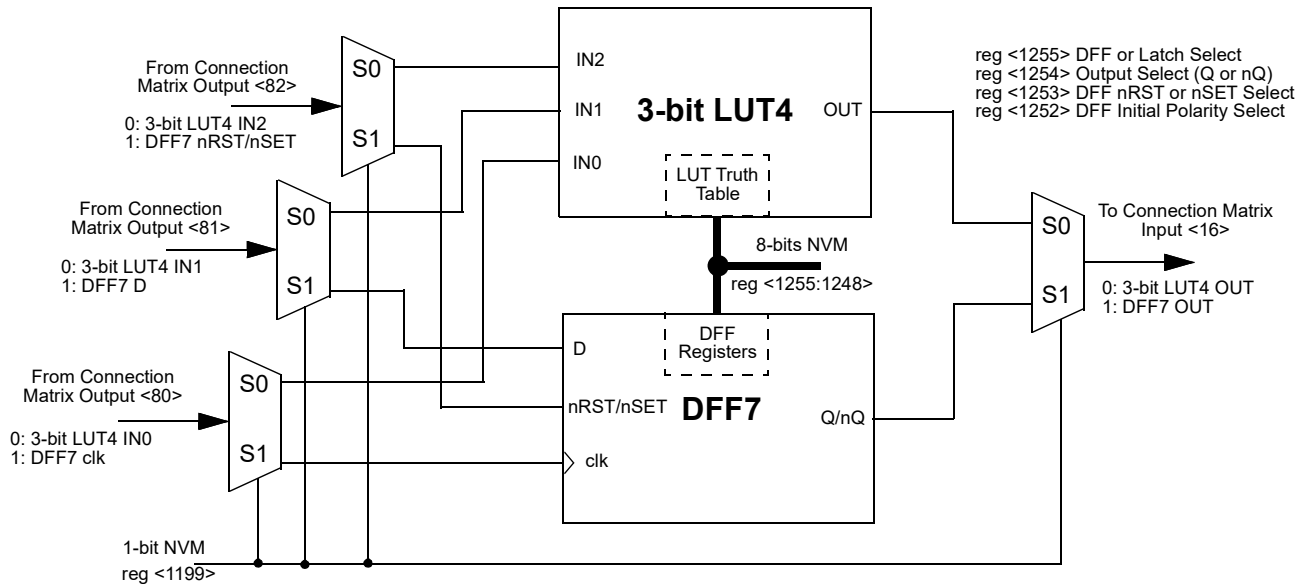 From Connection
Matrix Output <82>
0: 3-bit LUT4 IN2
1: DFF7 nRST/nSET
S0
S1
From Connection
Matrix Output <81>
0: 3-bit LUT4 IN1
1: DFF7 D
S0
S1
From Connection
Matrix Output <80>
0: 3-bit LUT4 IN0
1: DFF7 clk
S0
S1
1-bit NVM
reg <1199>
IN2
IN1
IN0
3-bit LUT4
OUT
LUT Truth
Table
8-bits NVM
reg <1255:1248>
DFF
Registers
D
nRST/nSET
clk
DFF7
Q/nQ
reg <1255> DFF or Latch Select
reg <1254> Output Select (Q or nQ)
reg <1253> DFF nRST or nSET Select
reg <1252> DFF Initial Polarity Select
S0
S1
To Connection Matrix
Input <16>
0: 3-bit LUT4 OUT
1: DFF7 OUT